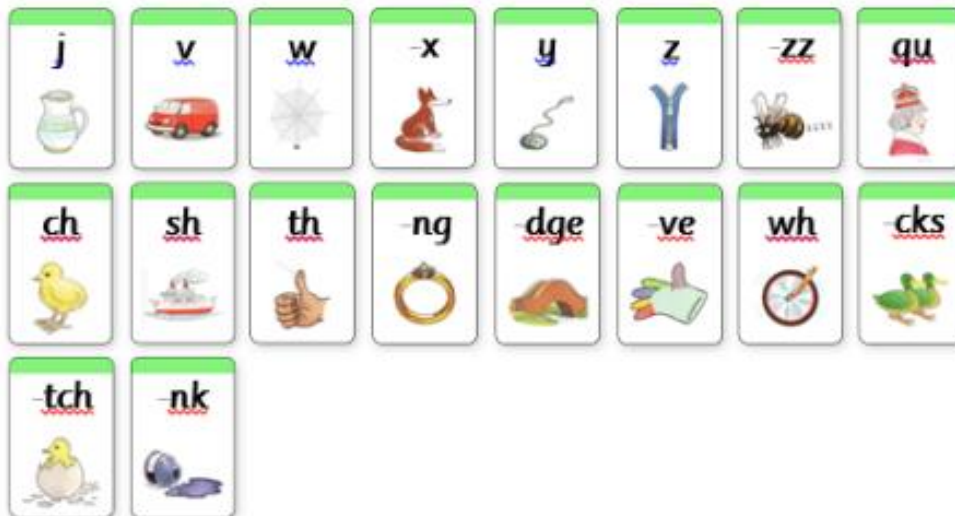 j v w -x y z -zz qu
ch sh th -ng -dge -ve wh -cks
-tch -nk